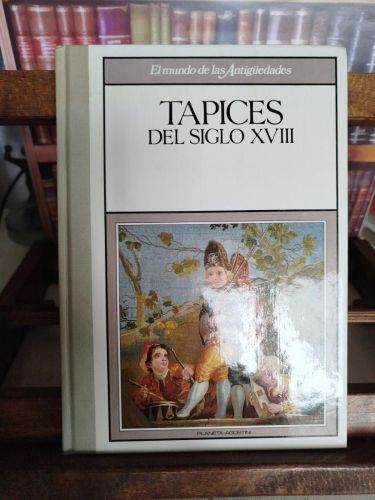 El mundo de las Antigüedades
TAPICES
DEL SIGLO XVIII
PLANETA-AGOSTINI